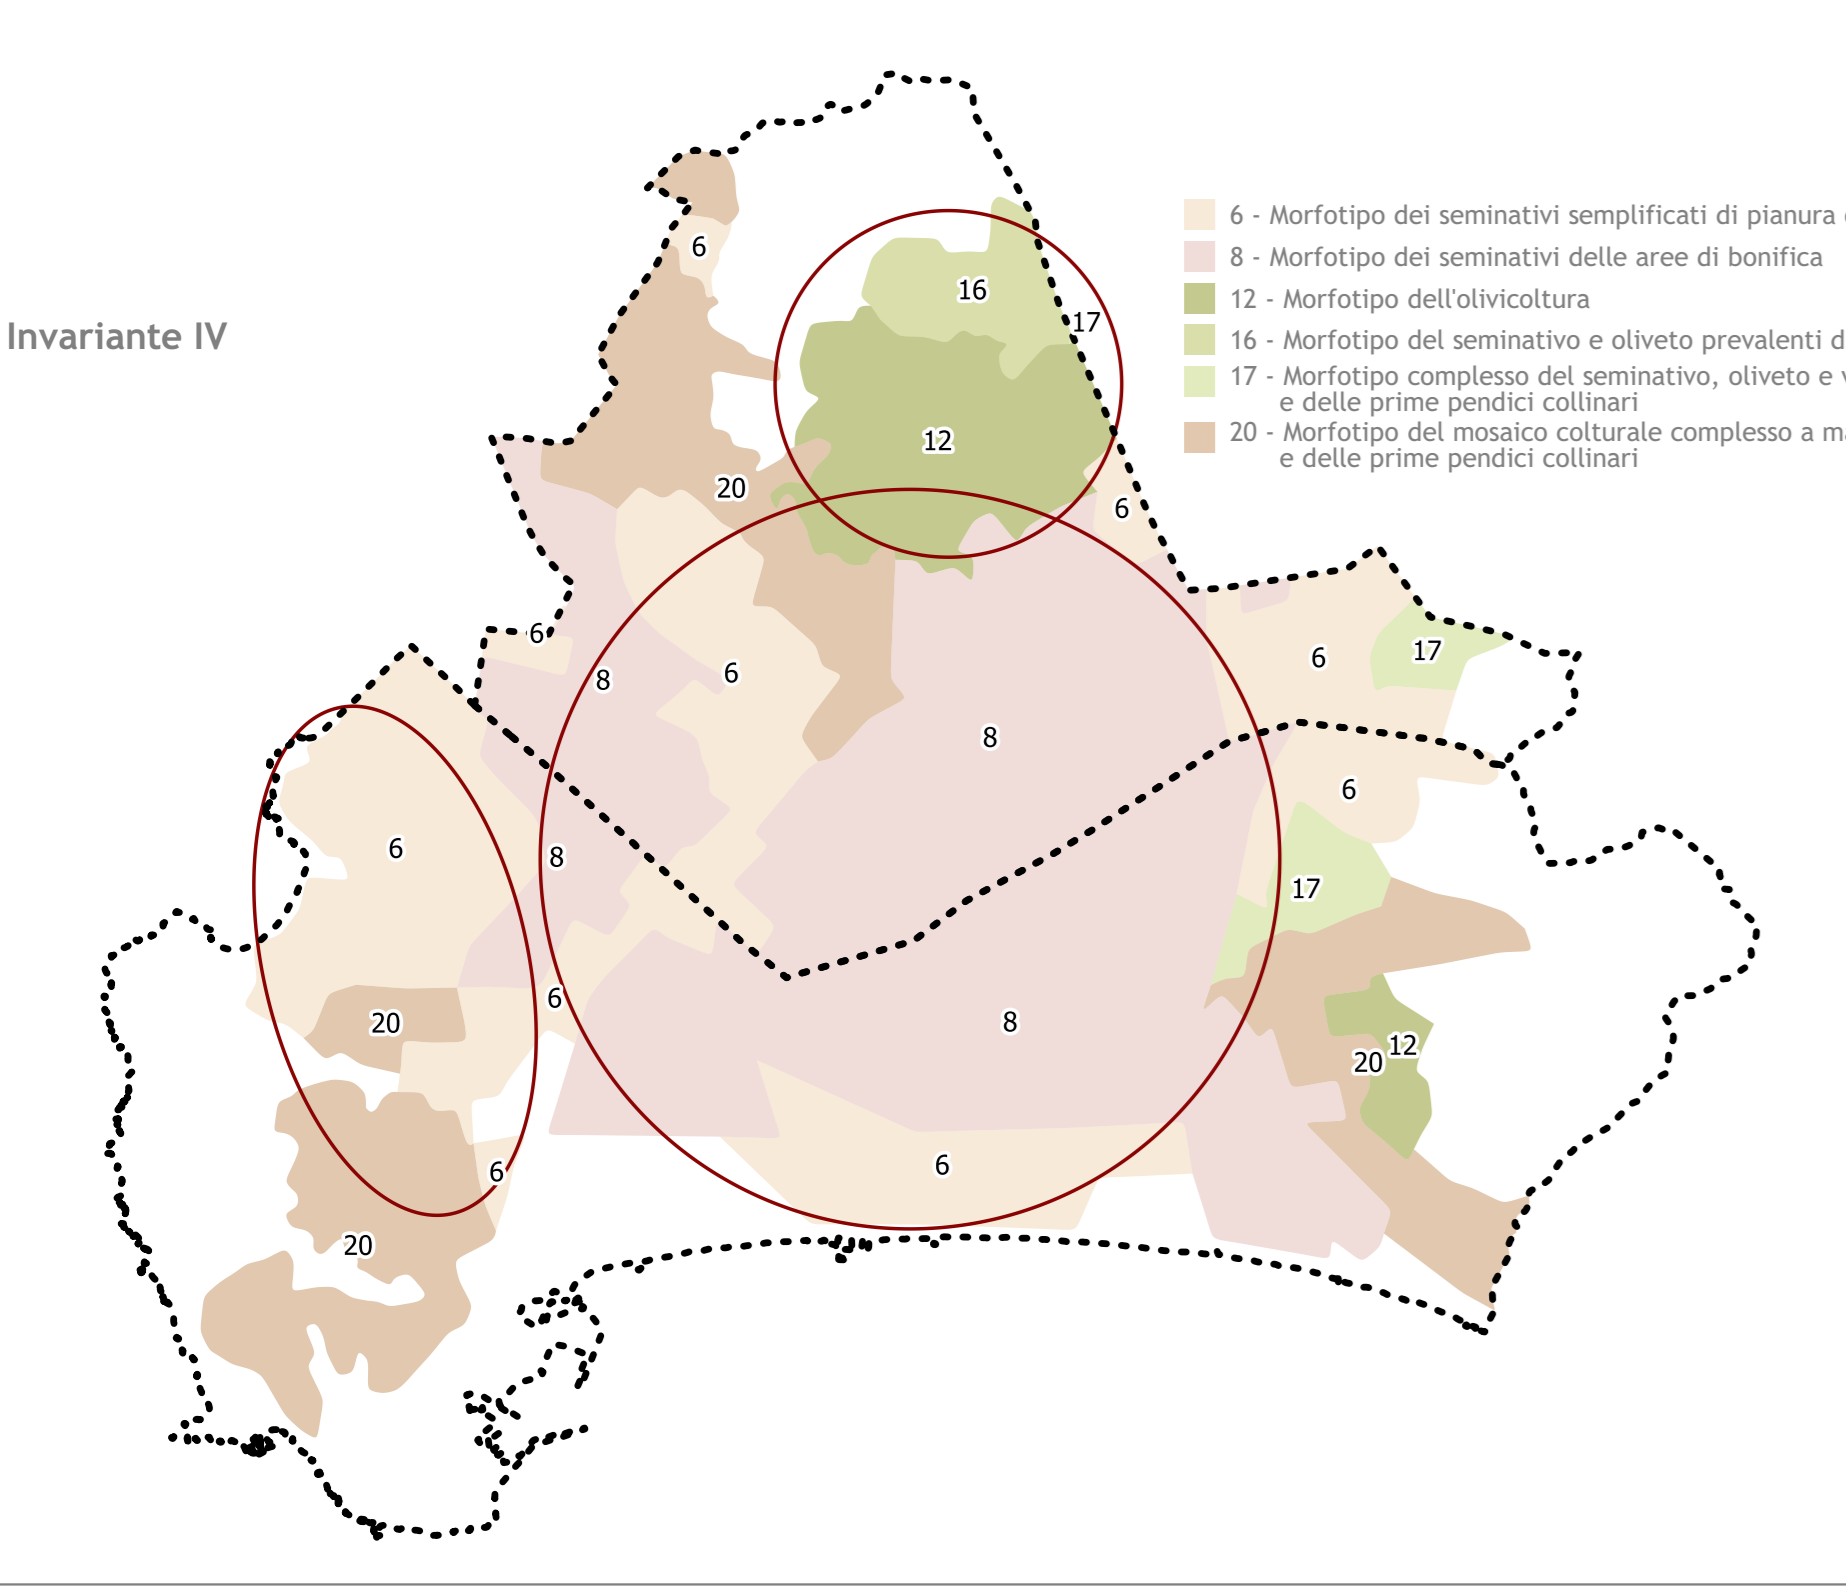 Invariante IV
6 - Morfotipo dei seminativi semplificati di pianura
8 - Morfotipo dei seminativi delle aree di bonifica
12 - Morfotipo dell'olivicoltura
16 - Morfotipo del seminativo e oliveto prevalenti d
17 - Morfotipo complesso del seminativo, oliveto e
e delle prime pendici collinari
20 - Morfotipo del mosaico colturale complesso a ma
e delle prime pendici collinari
6
16
17
12
20
6
6
6
17
8
6
8
6
6
8
17
6
20
8
12
20
6
6
20